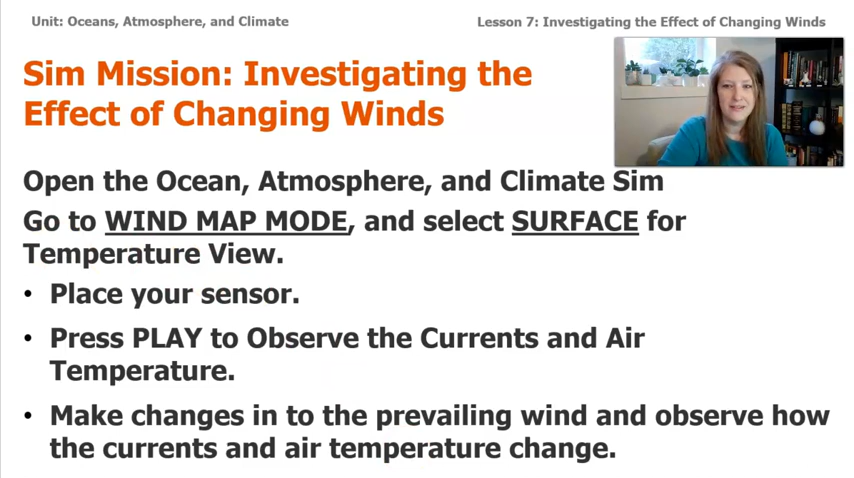 Unit: Oceans, Atmosphere, and Climate
Lesson 7: Investigating the Effect of Changing Winds
Sim Mission: Investigating the
Effect of Changing Winds
Open the Ocean, Atmosphere, and Climate Sim
Go to WIND MAP MODE, and select SURFACE for
Temperature View.
• Place your sensor.
• Press PLAY to Observe the Currents and Air
Temperature.
• Make changes in to the prevailing wind and observe how
the currents and air temperature change.